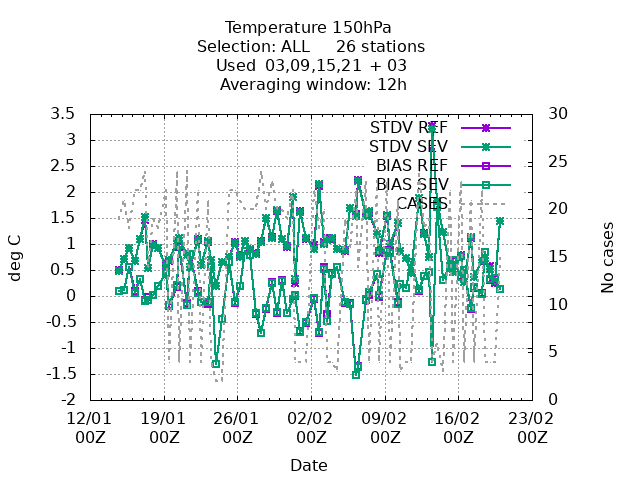 Temperature 150hPa
Selection: ALL 26 stations
Used 03,09,15,21 + 03
Averaging window: 12h
3.5
3
2.5
2
1.5
1
0.5
0
-0.5
-1
-1.5
-2
deg C
STDV REF
STDV SEV
BIAS REF
BIAS SEV
CASES
30
25
20
15
10
5
0
No cases
12/01 19/01 26/01 02/02 09/02 16/02 23/02
00Z 00Z 00Z 00Z 00Z 00Z 00Z
Date